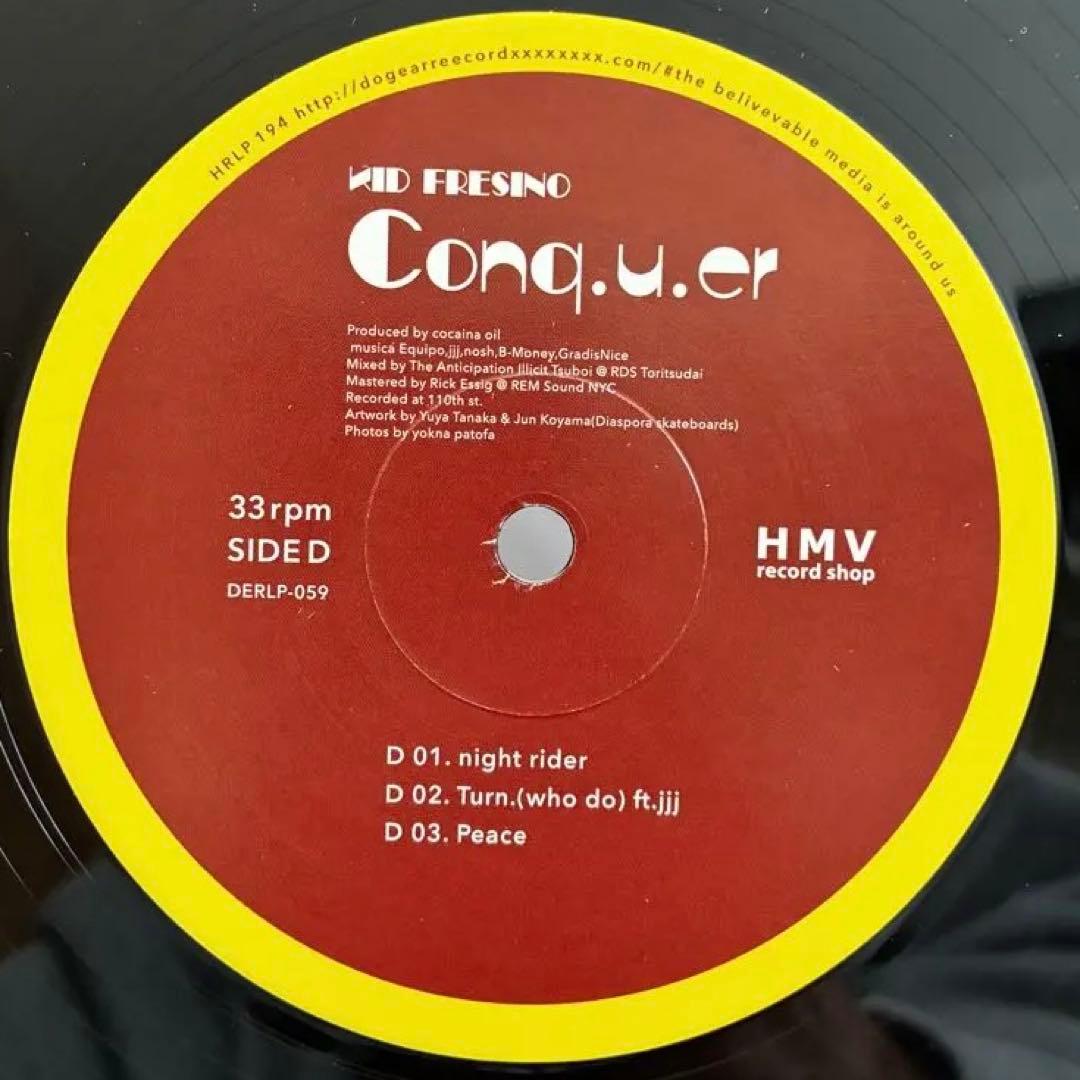 HRLP 194 http://dogearreecordxxxxxxxx.com/#the belivevable media is around us
KID FRESINO
Conq.u.er
Produced by cocaina oil
musica Equipo,jjj,nosh,B-Money,GradisNice
Mixed by The Anticipation Illicit Tsuboi @ RDS Toritsudai
Mastered by Rick Essig @ REM Sound NYC
Recorded at 110th st.
Artwork by Yuya Tanaka & Jun Koyama(Diaspora skateboards)
Photos by yokna patofa
33rpm
SIDE D
DERLP-059
HMV
record shop
D 01. night rider
D 02. Turn.(who do) ft.jjj
D 03. Peace